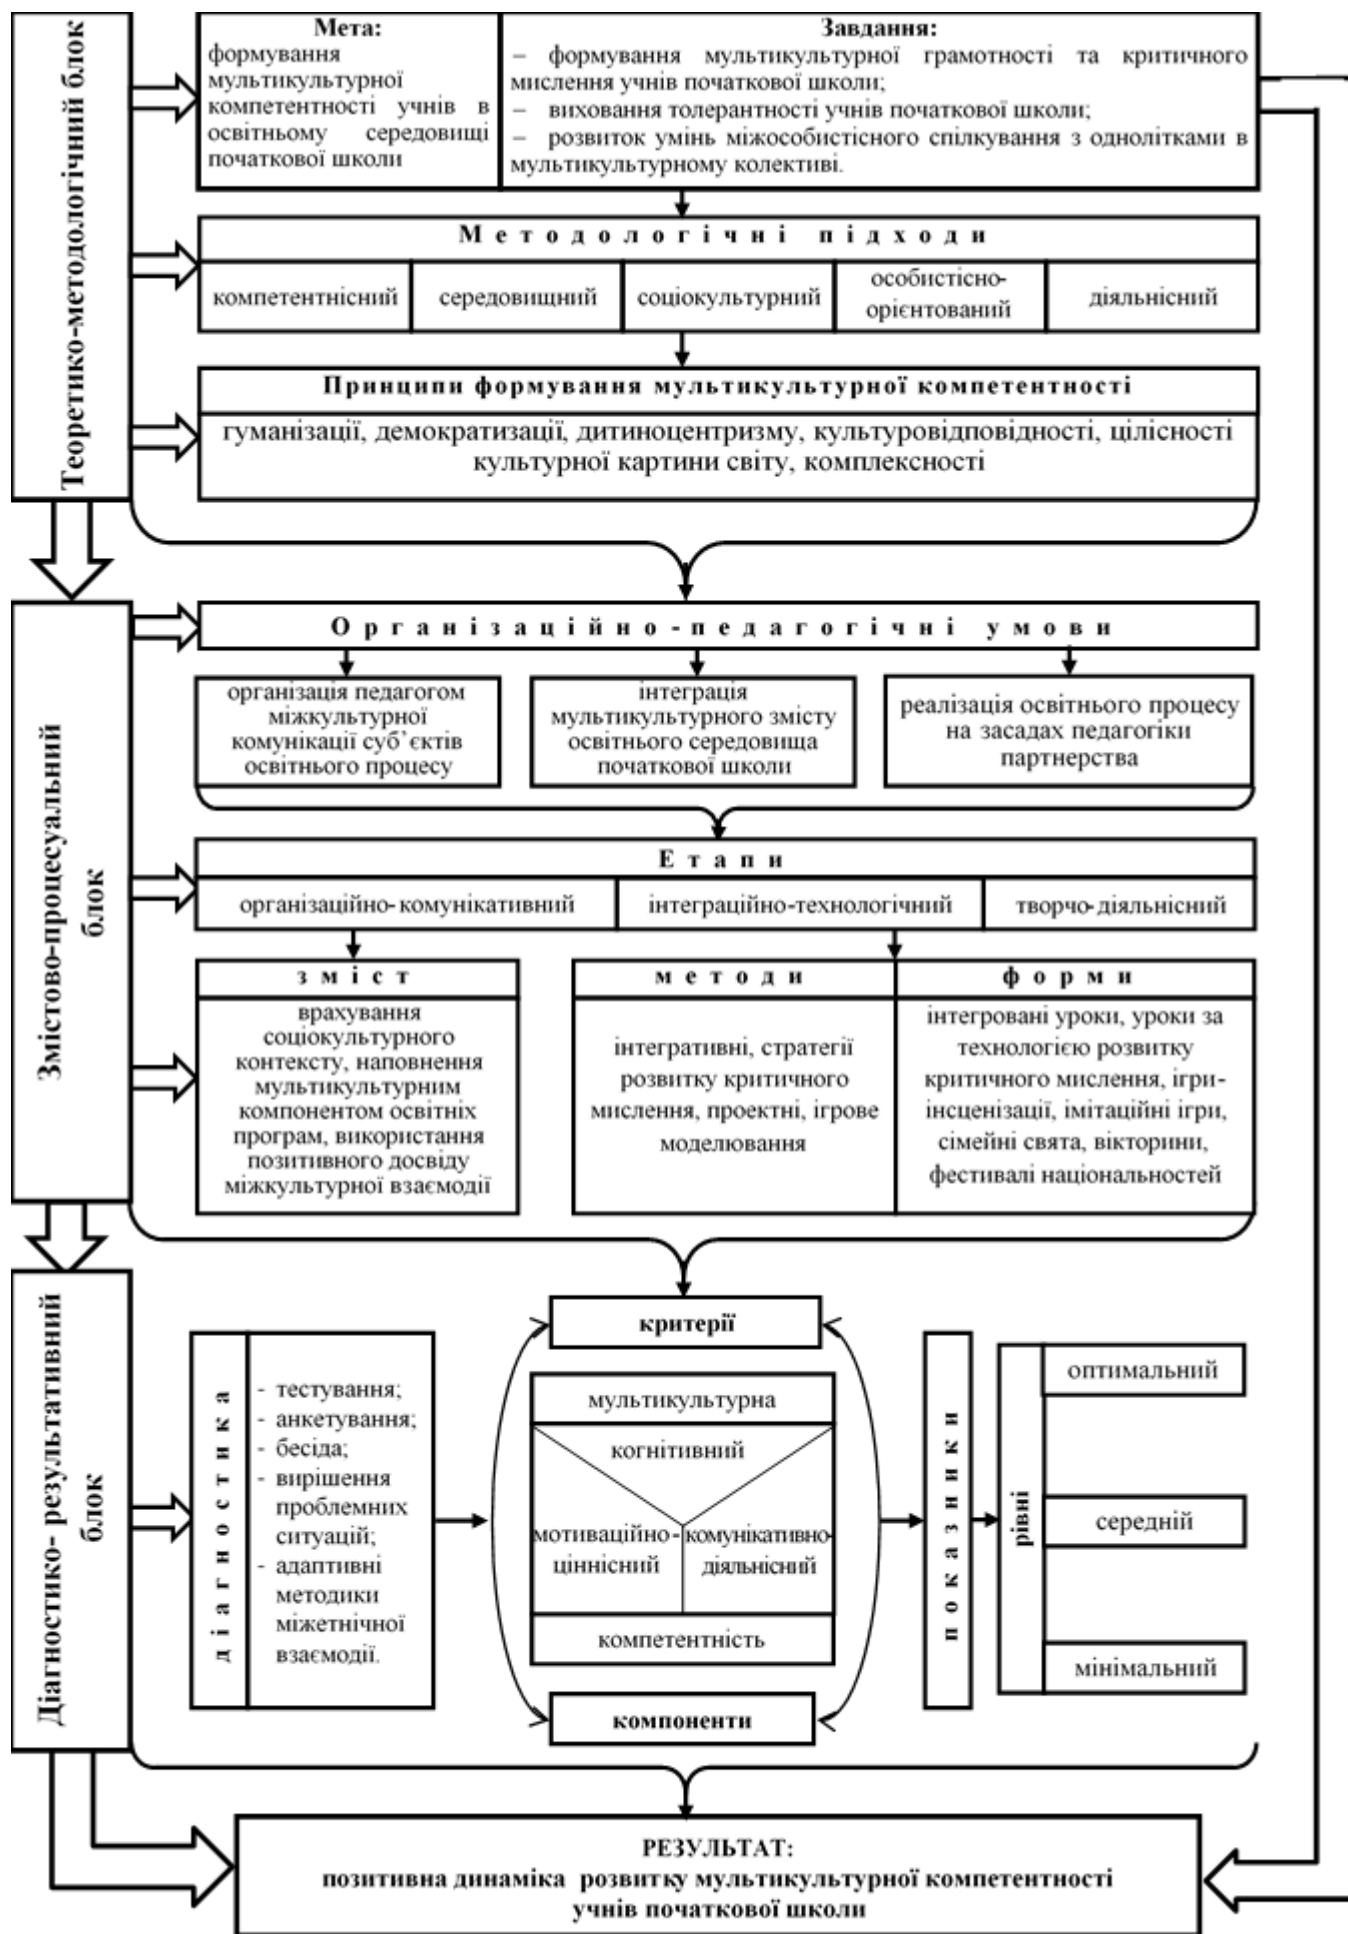 Теоретико-методологічний блок
Мета:
формування
мультикультурної
компетентності учнів в
освітньому середовищі
початкової школи
Завдання:
– формування мультикультурної грамотності та критичного
мислення учнів початкової школи;
– виховання толерантності учнів початкової школи;
– розвиток умінь міжособистісного спілкування з однолітками в
мультикультурному колективі.
Методологічні підходи
компетентнісний
середовищний
соціокультурний
особистісно-
орієнтований
діяльнісний
Принципи формування мультикультурної компетентності
гуманізації, демократизації, дитиноцентризму, культуровідповідності, цілісності
культурної картини світу, комплексності
Змістово-процесуальний
блок
Організаційно-педагогічні умови
організація педагогом
міжкультурної
комунікації суб’єктів
освітнього процесу
інтеграція
мультикультурного змісту
освітнього середовища
початкової школи
реалізація освітнього процесу
на засадах педагогіки
партнерства
Етапи
організаційно-комунікативний
інтеграційно-технологічний
творчо-діяльнісний
зміст
врахування
соціокультурного
контексту, наповнення
мультикультурним
компонентом освітніх
програм, використання
позитивного досвіду
міжкультурної взаємодії
методи
інтегративні, стратегії
розвитку критичного
мислення, проектні, ігрове
моделювання
форми
інтегровані уроки, уроки за
технологією розвитку
критичного мислення, ігри-
інсценізації, імітаційні ігри,
сімейні свята, вікторини,
фестивалі національностей
Діагностико- результативний
блок
діагностика
- тестування;
- анкетування;
- бесіда;
- вирішення
проблемних
ситуацій;
- адаптивні
методики
міжетнічної
взаємодії.
критерії
мультикультурна
когнітивний
мотиваційно-
ціннісний
комунікативно-
діяльнісний
компетентність
компоненти
показники
рівні
оптимальний
середній
мінімальний
РЕЗУЛЬТАТ:
позитивна динаміка розвитку мультикультурної компетентності
учнів початкової школи